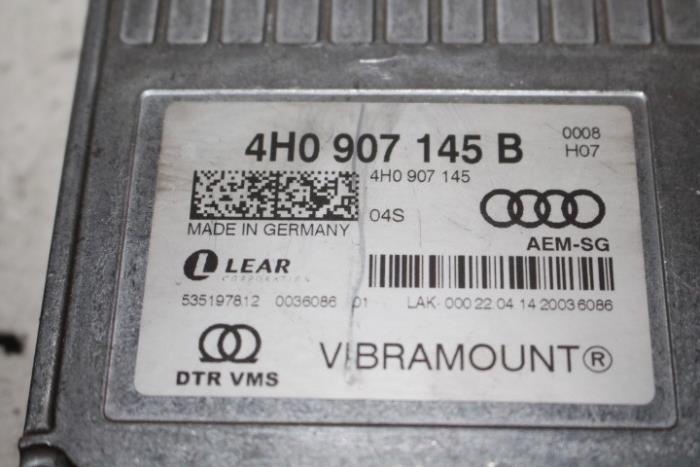 4H0 907 145 B
0008
H07
4H0 907 145
04S
MADE IN GERMANY
AEM-SG
LEAR
CORPORATION
535197812 0036086 01
LAK- 000 22.04.14 20036086
DTR VMS
VIBRAMOUNT®